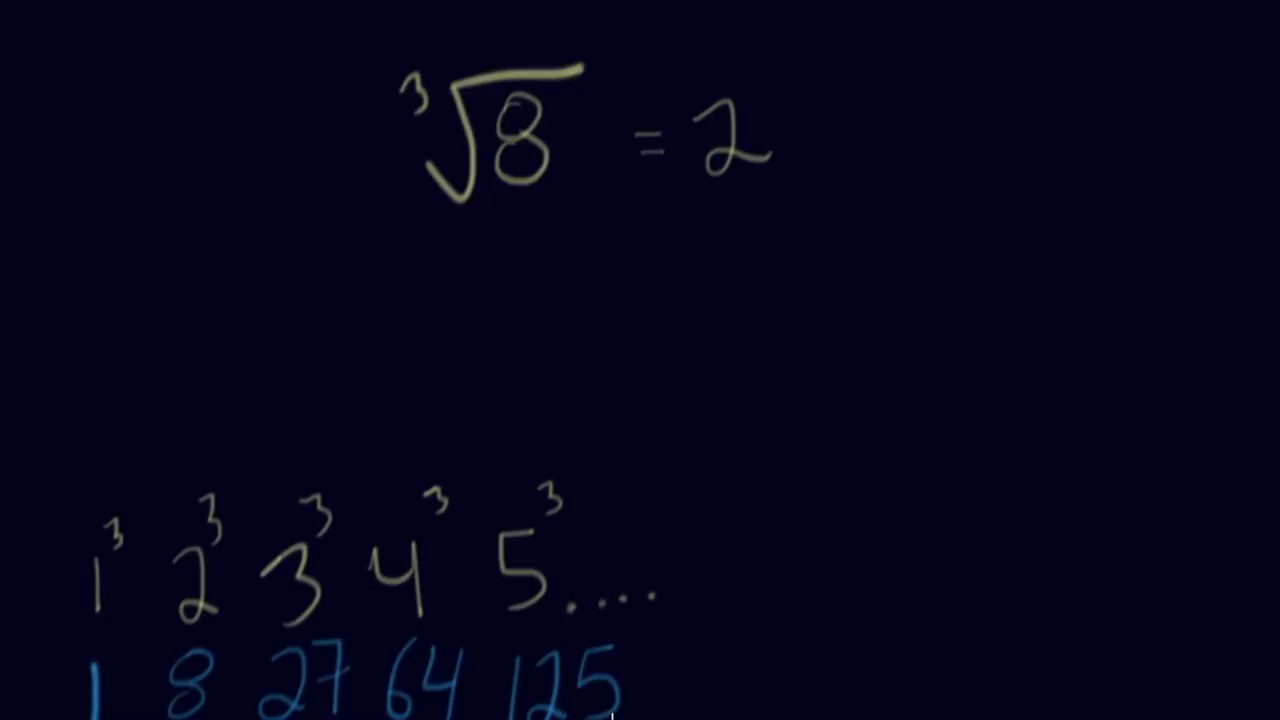 ³√8 = 2
1³ 2³ 3³ 4³ 5³....
1 8 27 64 125